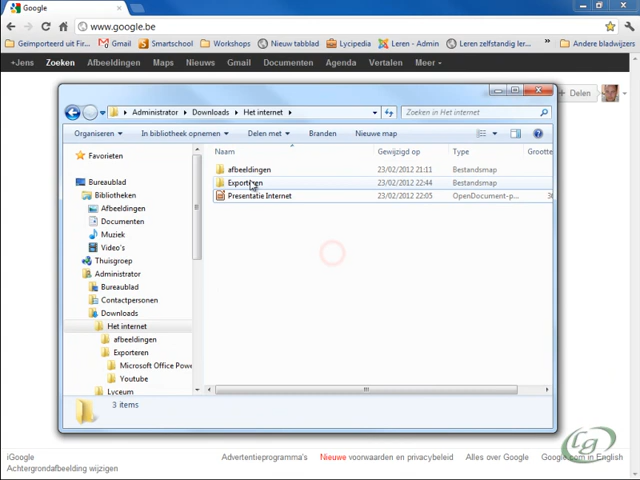 Google
www.google.be
Geïmporteerd uit Fir... Gmail Smartschool Workshops Nieuw tabblad Lycipedia Leren - Admin Leren zelfstandig ler... » Andere bladwijzers
+Jens Zoeken Afbeeldingen Maps Nieuws Gmail Documenten Agenda Vertalen Meer
Delen
Administrator Downloads Het internet
Zoeken in Het internet
Organiseren In bibliotheek opnemen Delen met Branden Nieuwe map
Favorieten
Bureaublad
Bibliotheken
Afbeeldingen
Documenten
Muziek
Video's
Thuisgroep
Administrator
Bureaublad
Contactpersonen
Downloads
Het internet
afbeeldingen
Exporteren
Microsoft Office Powe
Youtube
Lyceum
Naam Gewijzigd op Type Grootte
afbeeldingen 23/02/2012 21:11 Bestandsmap
Exporteren 23/02/2012 22:44 Bestandsmap
Presentatie Internet 23/02/2012 22:05 OpenDocument-p...
3 items
iGoogle Advertentieprogramma's Nieuwe voorwaarden en privacybeleid Alles over Google Google.com in English
Achtergrondafbeelding wijzigen
lg